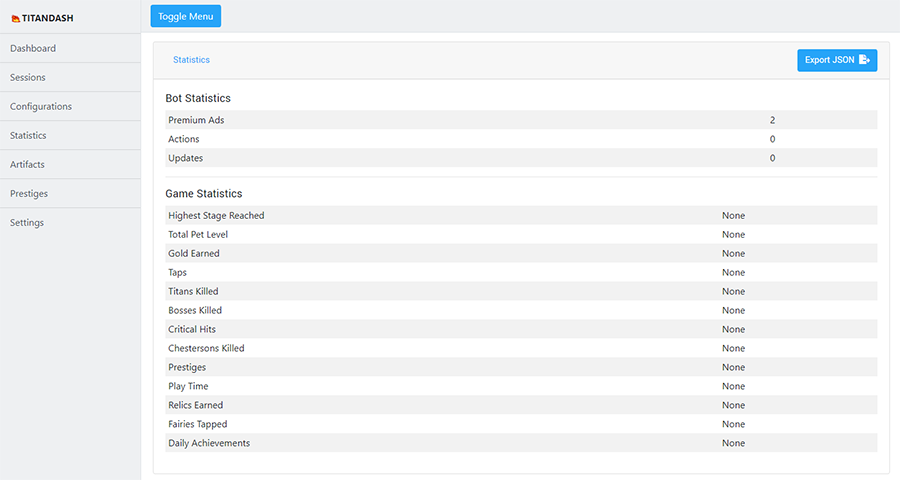 TITANDASH
Toggle Menu
Dashboard
Sessions
Configurations
Statistics
Artifacts
Prestiges
Settings
Statistics
Export JSON
Bot Statistics
Premium Ads 2
Actions 0
Updates 0
Game Statistics
Highest Stage Reached None
Total Pet Level None
Gold Earned None
Taps None
Titans Killed None
Bosses Killed None
Critical Hits None
Chestersons Killed None
Prestiges None
Play Time None
Relics Earned None
Fairies Tapped None
Daily Achievements None